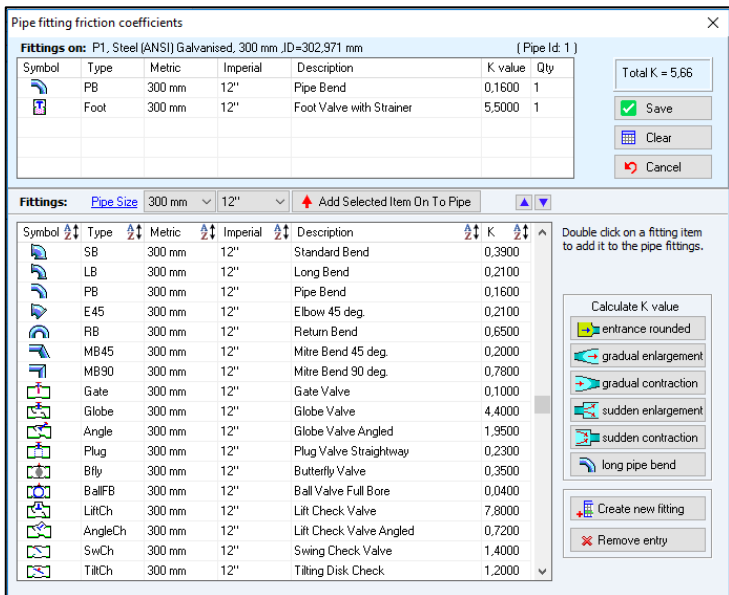 Pipe fitting friction coefficients
Fittings on: P1, Steel (ANSI) Galvanised, 300 mm ,ID=302,971 mm ( Pipe Id: 1 )
Symbol Type Metric Imperial Description K value Qty
PB 300 mm 12" Pipe Bend 0,1600 1
Foot 300 mm 12" Foot Valve with Strainer 5,5000 1
Total K = 5,66
Save
Clear
Cancel
Fittings: Pipe Size 300 mm 12" Add Selected Item On To Pipe
Symbol Type Metric Imperial Description K
SB 300 mm 12" Standard Bend 0,3900
LB 300 mm 12" Long Bend 0,2100
PB 300 mm 12" Pipe Bend 0,1600
E45 300 mm 12" Elbow 45 deg. 0,2100
RB 300 mm 12" Return Bend 0,6500
MB45 300 mm 12" Mitre Bend 45 deg. 0,2000
MB90 300 mm 12" Mitre Bend 90 deg. 0,7800
Gate 300 mm 12" Gate Valve 0,1000
Globe 300 mm 12" Globe Valve 4,4000
Angle 300 mm 12" Globe Valve Angled 1,9500
Plug 300 mm 12" Plug Valve Straightway 0,2300
Bfly 300 mm 12" Butterfly Valve 0,3500
BallFB 300 mm 12" Ball Valve Full Bore 0,0400
LiftCh 300 mm 12" Lift Check Valve 7,8000
AngleCh 300 mm 12" Lift Check Valve Angled 0,7200
SwCh 300 mm 12" Swing Check Valve 1,4000
TiltCh 300 mm 12" Tilting Disk Check 1,2000
Double click on a fitting item
to add it to the pipe fittings.
Calculate K value
entrance rounded
gradual enlargement
gradual contraction
sudden enlargement
sudden contraction
long pipe bend
Create new fitting
Remove entry